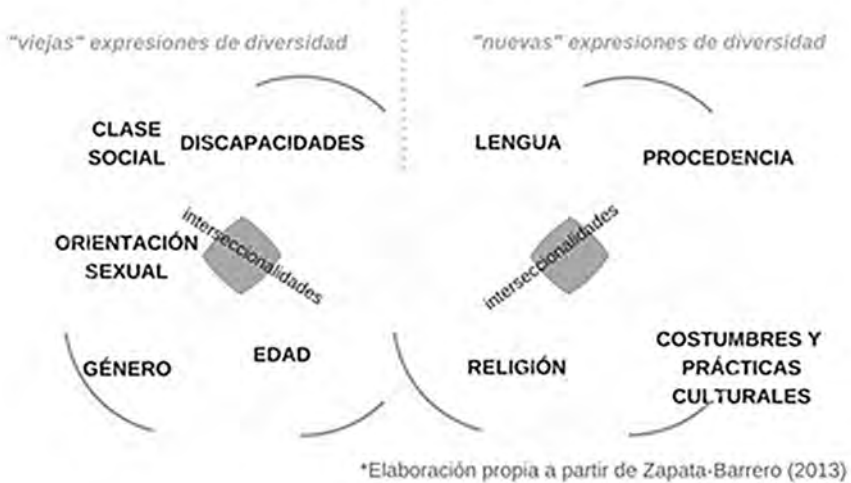 "viejas" expresiones de diversidad
"nuevas" expresiones de diversidad
CLASE
SOCIAL
DISCAPACIDADES
ORIENTACIÓN
SEXUAL
interseccionalidades
GÉNERO
EDAD
LENGUA
PROCEDENCIA
interseccionalidades
RELIGIÓN
COSTUMBRES Y
PRÁCTICAS
CULTURALES
*Elaboración propia a partir de Zapata-Barrero (2013)